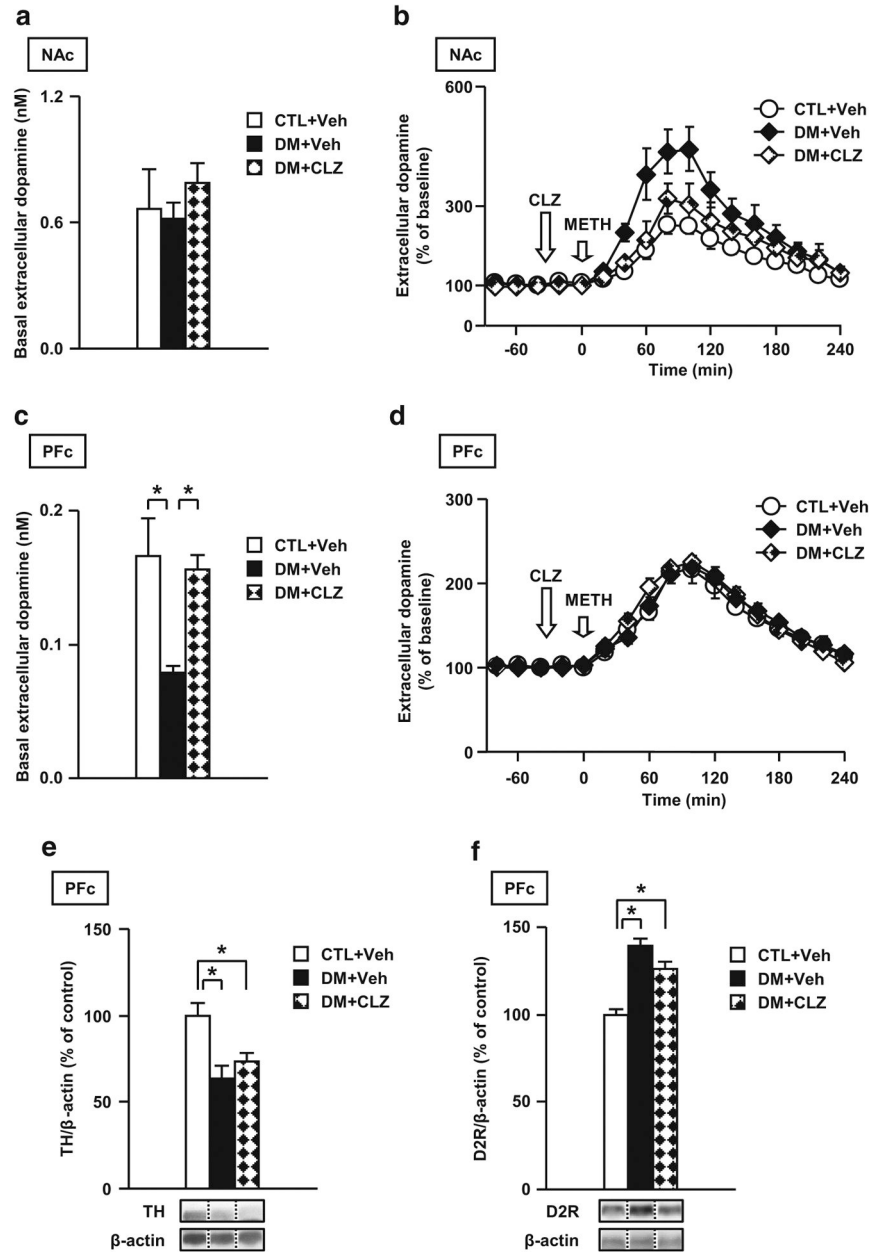 a
NAc
Basal extracellular dopamine (nM)
1.2
0.6
0.0
CTL+Veh
DM+Veh
DM+CLZ
b
NAc
Extracellular dopamine
(% of baseline)
600
300
100
0
CLZ
METH
CTL+Veh
DM+Veh
DM+CLZ
-60 0 60 120 180 240
Time (min)
c
PFc
Basal extracellular dopamine (nM)
0.2
0.1
0.0
* *
CTL+Veh
DM+Veh
DM+CLZ
d
PFc
Extracellular dopamine
(% of baseline)
300
200
100
0
CLZ
METH
CTL+Veh
DM+Veh
DM+CLZ
-60 0 60 120 180 240
Time (min)
e
PFc
TH/β-actin (% of control)
150
100
50
0
*
*
CTL+Veh
DM+Veh
DM+CLZ
TH
β-actin
f
PFc
D2R/β-actin (% of control)
150
100
50
0
*
*
CTL+Veh
DM+Veh
DM+CLZ
D2R
β-actin